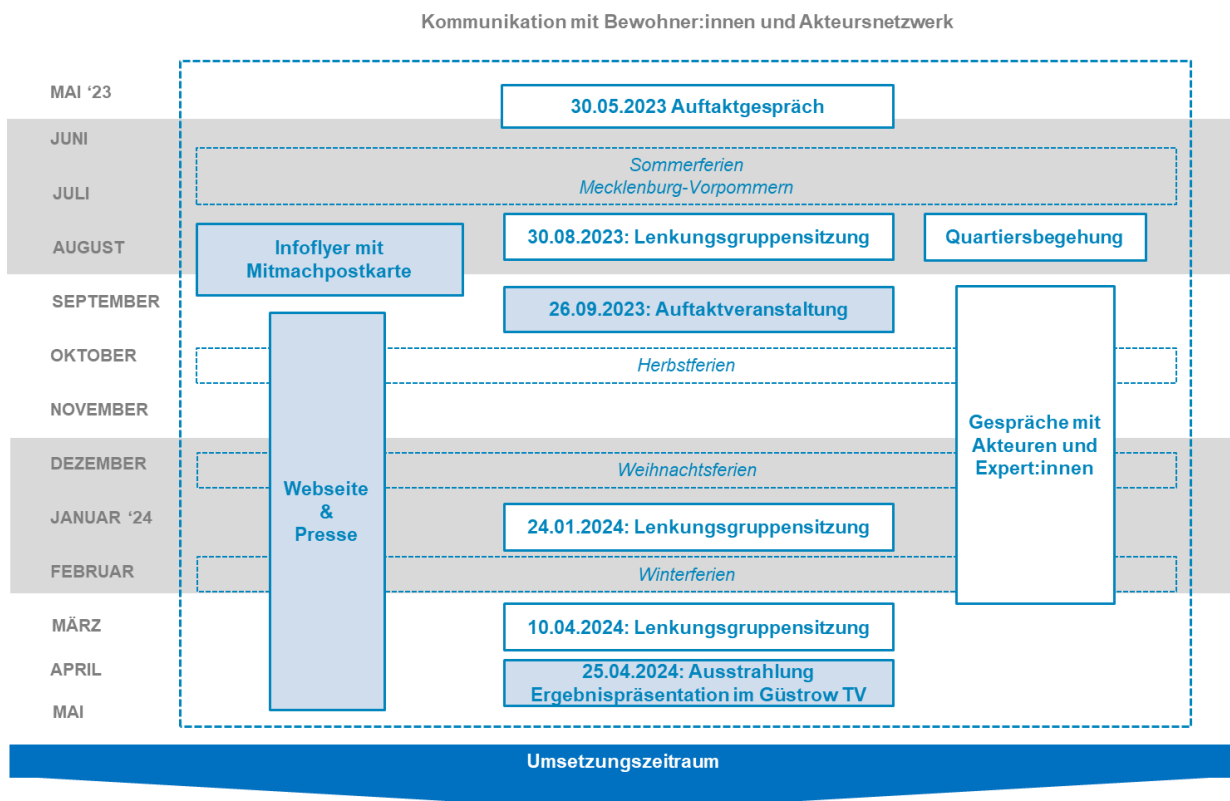 Kommunikation mit Bewohner:innen und Akteursnetzwerk
MAI ‘23
30.05.2023 Auftaktgespräch
JUNI
Sommerferien
Mecklenburg-Vorpommern
JULI
AUGUST
Infoflyer mit
Mitmachpostkarte
30.08.2023: Lenkungsgruppensitzung
Quartiersbegehung
SEPTEMBER
26.09.2023: Auftaktveranstaltung
OKTOBER
Herbstferien
NOVEMBER
Gespräche mit
Akteuren und
Expert:innen
DEZEMBER
Weihnachtsferien
Webseite
&
Presse
JANUAR ‘24
24.01.2024: Lenkungsgruppensitzung
FEBRUAR
Winterferien
MÄRZ
10.04.2024: Lenkungsgruppensitzung
APRIL
25.04.2024: Ausstrahlung
Ergebnispräsentation im Güstrow TV
MAI
Umsetzungszeitraum